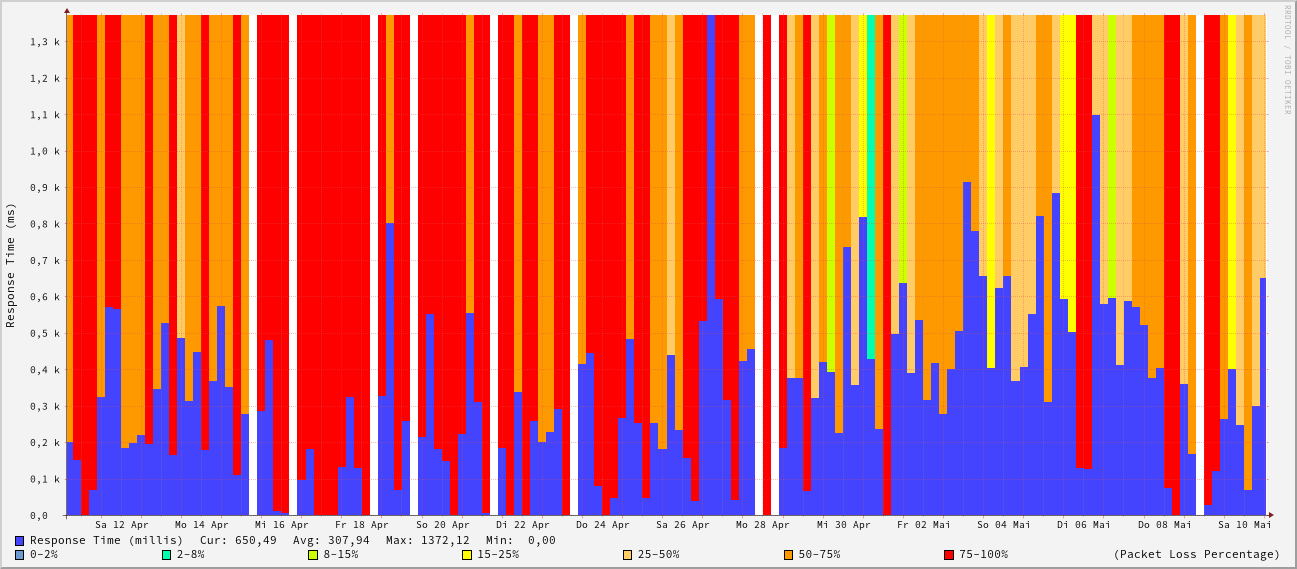 RRDTOOL / TOBI OETIKER
Response Time (ms)
1,3 k
1,2 k
1,1 k
1,0 k
0,9 k
0,8 k
0,7 k
0,6 k
0,5 k
0,4 k
0,3 k
0,2 k
0,1 k
0,0
Sa 12 Apr Mo 14 Apr Mi 16 Apr Fr 18 Apr So 20 Apr Di 22 Apr Do 24 Apr Sa 26 Apr Mo 28 Apr Mi 30 Apr Fr 02 Mai So 04 Mai Di 06 Mai Do 08 Mai Sa 10 Mai
Response Time (millis) Cur: 650,49 Avg: 307,94 Max: 1372,12 Min: 0,00
0-2% 2-8% 8-15% 15-25% 25-50% 50-75% 75-100% (Packet Loss Percentage)